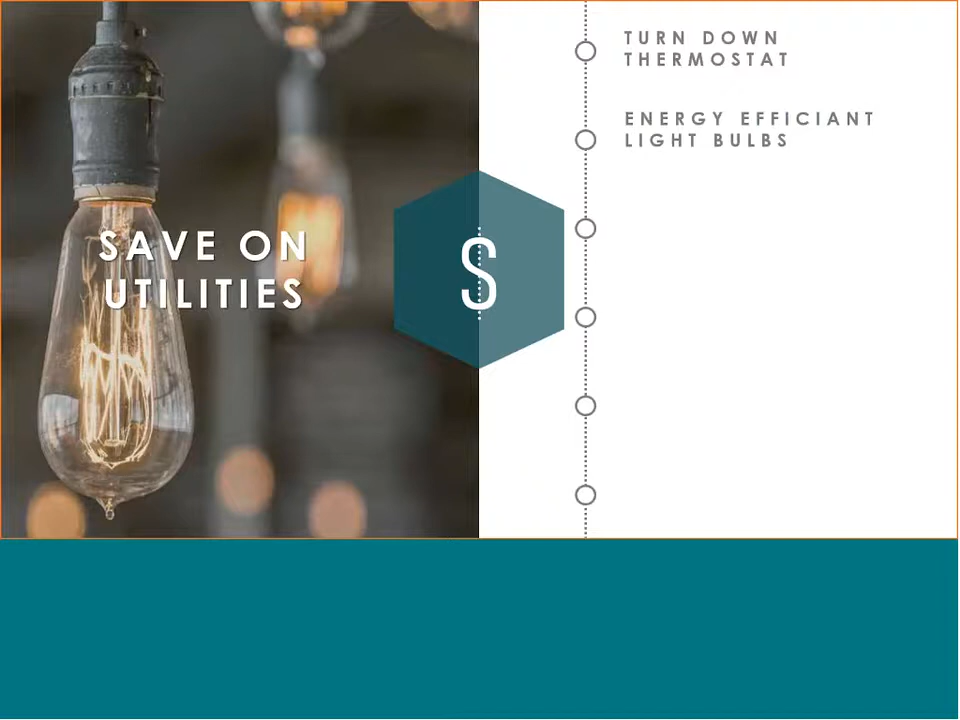 SAVE ON
UTILITIES
$
TURN DOWN
THERMOSTAT
ENERGY EFFICIANT
LIGHT BULBS